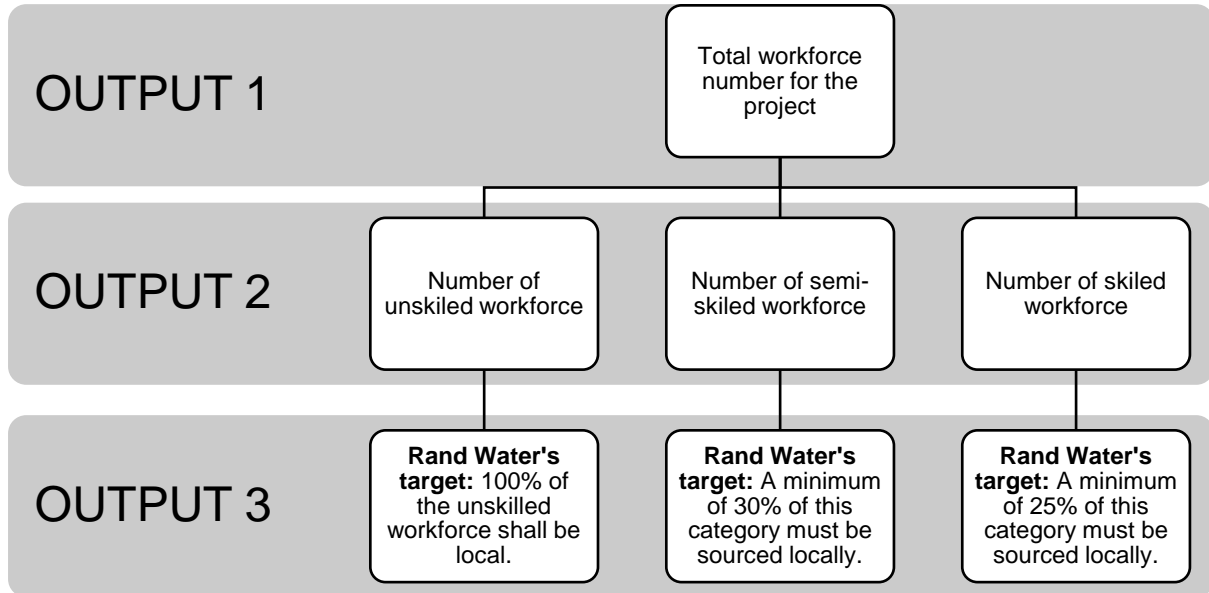 OUTPUT 1
Total workforce
number for the
project
OUTPUT 2
Number of
unskiled workforce
Number of semi-
skiled workforce
Number of skiled
workforce
OUTPUT 3
Rand Water's
target: 100% of
the unskilled
workforce shall be
local.
Rand Water's
target: A minimum
of 30% of this
category must be
sourced locally.
Rand Water's
target: A minimum
of 25% of this
category must be
sourced locally.